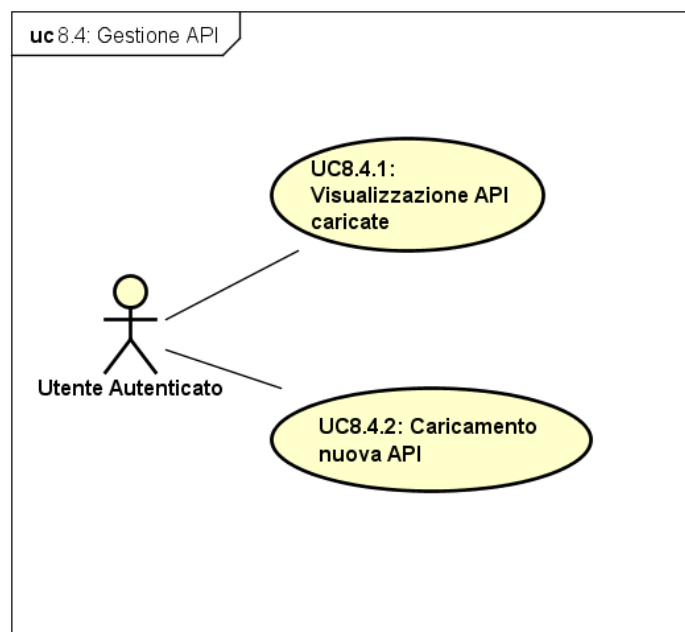 uc 8.4: Gestione API
UC8.4.1:
Visualizzazione API
caricate
Utente Autenticato
UC8.4.2: Caricamento
nuova API